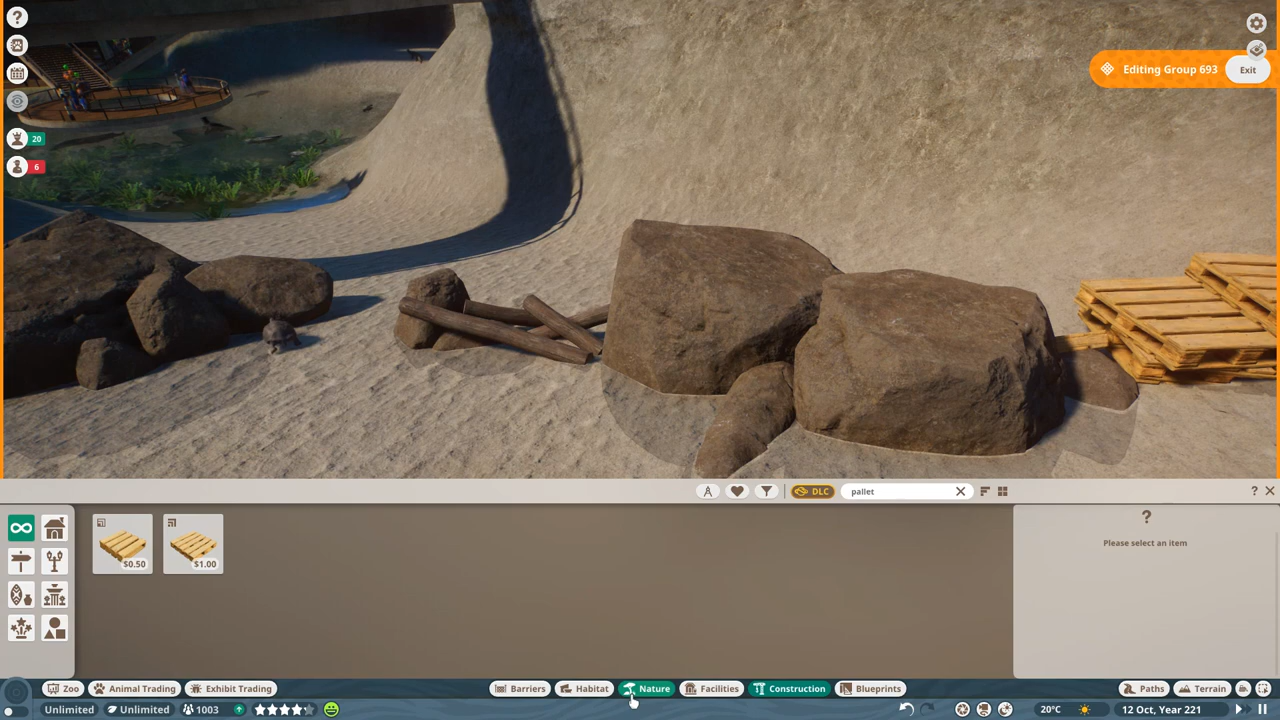 ?
Editing Group 693
Exit
20
6
DLC
pallet
?
$0.50
$1.00
?
Please select an item
Zoo
Animal Trading
Exhibit Trading
Barriers
Habitat
Nature
Facilities
Construction
Blueprints
Paths
Terrain
Unlimited
Unlimited
1003
20°C
12 Oct, Year 221